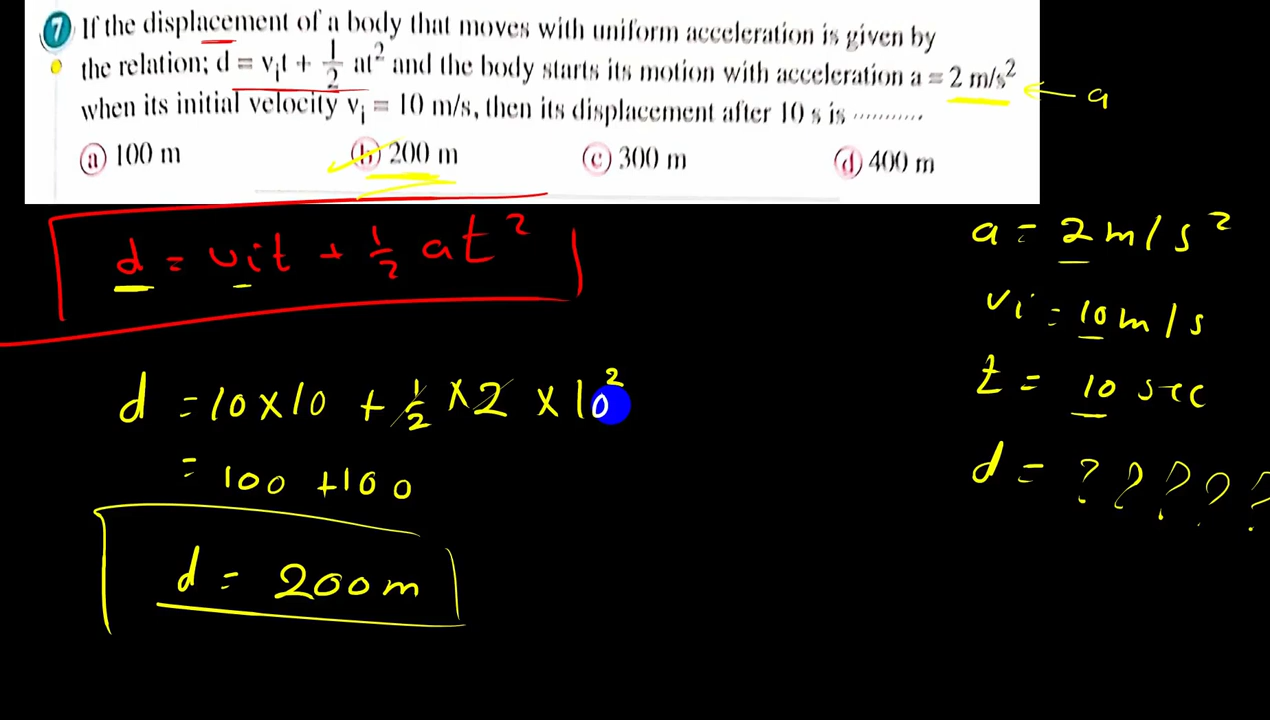 7 If the displacement of a body that moves with uniform acceleration is given by
the relation; d = vᵢt + 1/2 at² and the body starts its motion with acceleration a = 2 m/s²
a
when its initial velocity vᵢ = 10 m/s, then its displacement after 10 s is ...........
(a) 100 m (b) 200 m (c) 300 m (d) 400 m
d = vit + 1/2 at²
a = 2 m/s²
vi = 10 m/s
t = 10 sec
d = ?????
d = 10 × 10 + 1/2 × 2 × 10²
= 100 + 100
d = 200 m